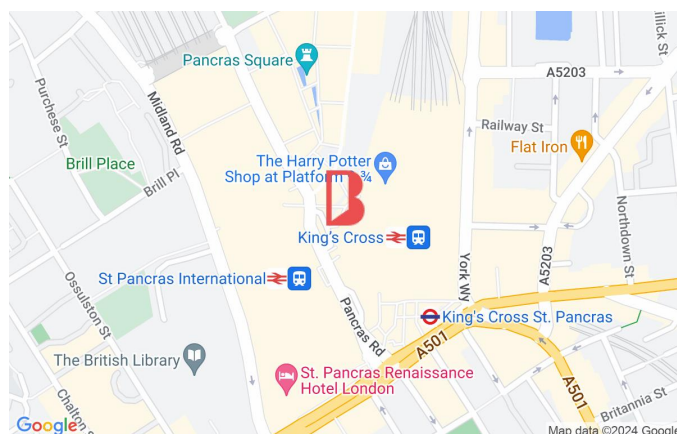 illick St
Pancras Square
A5203
Purchese St
Midland Rd
Railway St
Flat Iron
Brill Place
The Harry Potter
Shop at Platform 9¾
Brill Pl
B
King's Cross
Northdown St
York Wy
A5203
St Pancras International
Ossulston St
Pancras Rd
King's Cross St. Pancras
A501
The British Library
St. Pancras Renaissance
Hotel London
A501
Britannia St
Chalton S
Google
Map data ©2024 Google